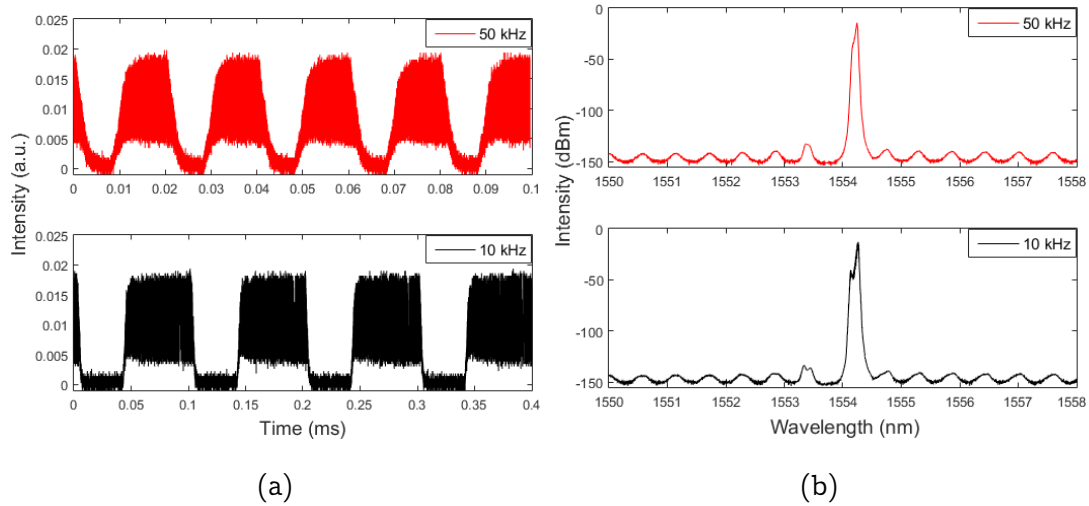 50 kHz
0.025
0.02
0.015
0.01
0.005
0
0 0.01 0.02 0.03 0.04 0.05 0.06 0.07 0.08 0.09 0.1
10 kHz
0.025
0.02
0.015
0.01
0.005
0
0 0.05 0.1 0.15 0.2 0.25 0.3 0.35 0.4
Intensity (a.u.)
Time (ms)
(a)
50 kHz
0
-50
-100
-150
1550 1551 1552 1553 1554 1555 1556 1557 1558
10 kHz
0
-50
-100
-150
1550 1551 1552 1553 1554 1555 1556 1557 1558
Intensity (dBm)
Wavelength (nm)
(b)